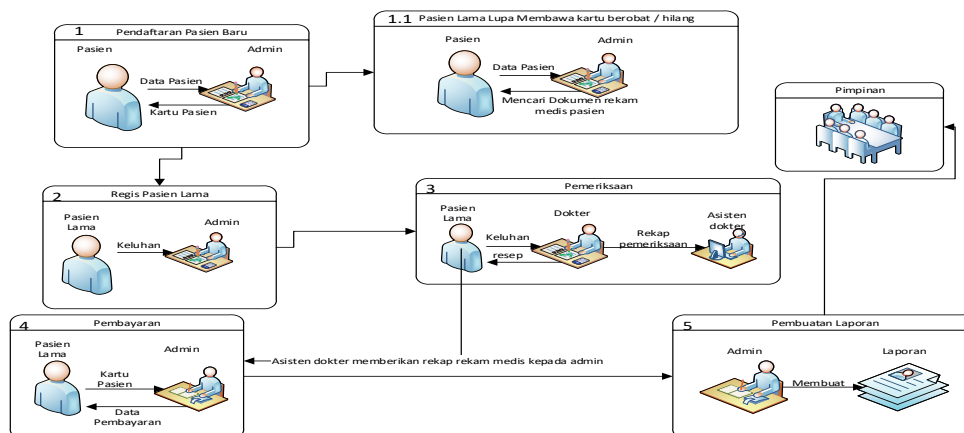 1
Pendaftaran Pasien Baru
Pasien
Admin
Data Pasien
Kartu Pasien
1.1
Pasien Lama Lupa Membawa kartu berobat / hilang
Pasien
Admin
Data Pasien
Mencari Dokumen rekam
medis pasien
Pimpinan
2
Regis Pasien Lama
Pasien
Lama
Admin
Keluhan
3
Pemeriksaan
Pasien
Lama
Dokter
Asisten
dokter
Keluhan
resep
Rekap
pemeriksaan
4
Pembayaran
Pasien
Lama
Admin
Kartu
Pasien
Data
Pembayaran
Asisten dokter memberikan rekap rekam medis kepada admin
5
Pembuatan Laporan
Admin
Laporan
Membuat